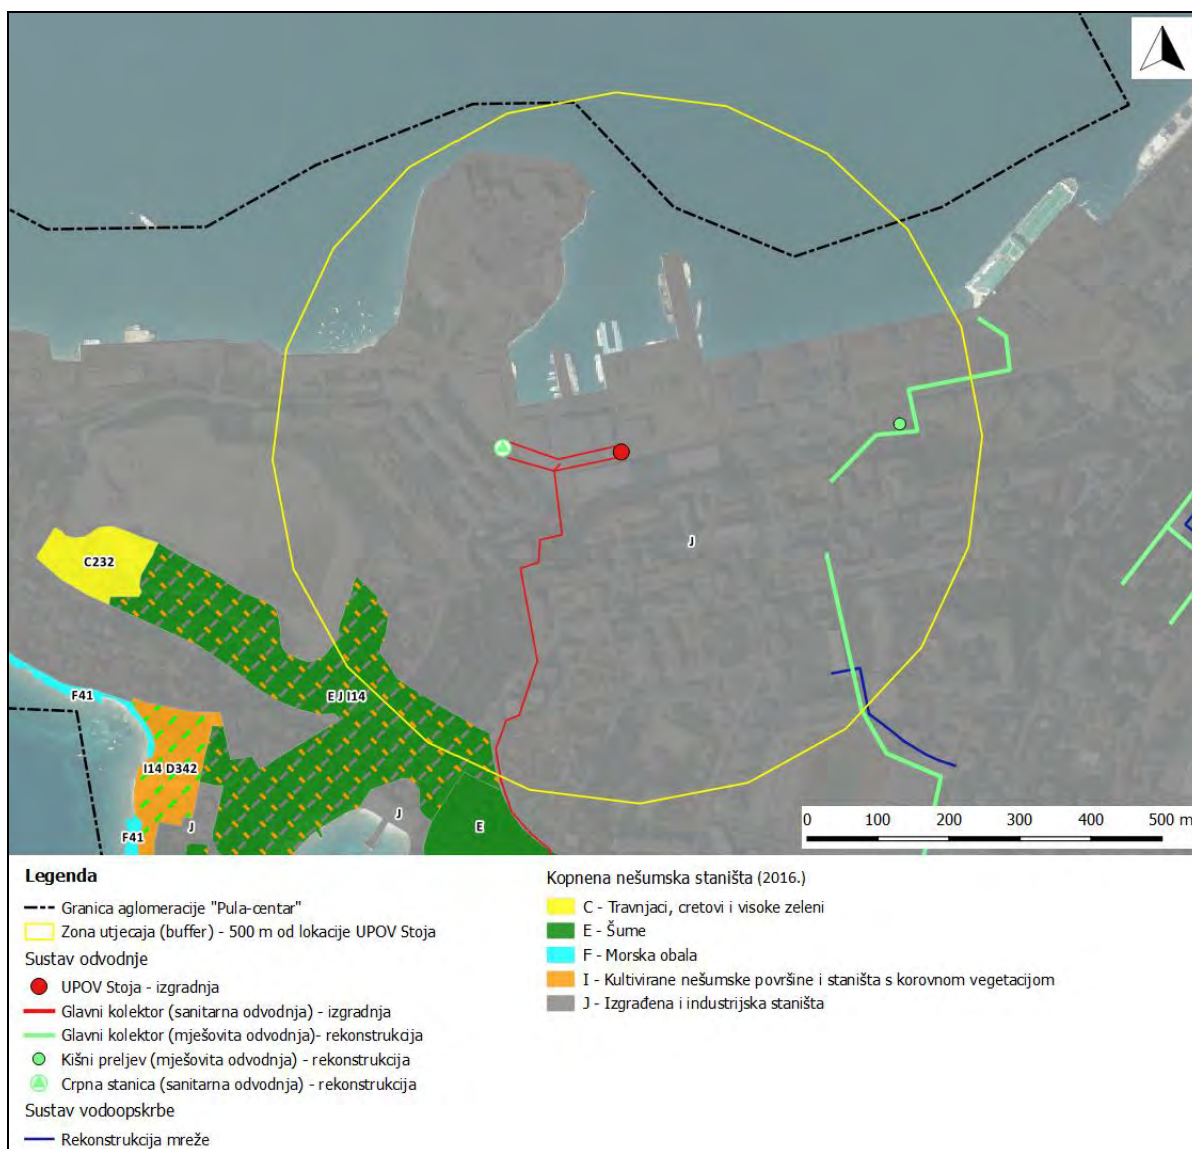 C232
J
E J I14
F41
I14 D342
F41
J
J
E
0 100 200 300 400 500 m
Legenda
Granica aglomeracije "Pula-centar"
Zona utjecaja (buffer) - 500 m od lokacije UPOV Stoja
Sustav odvodnje
UPOV Stoja - izgradnja
Glavni kolektor (sanitarna odvodnja) - izgradnja
Glavni kolektor (mješovita odvodnja)- rekonstrukcija
Kišni preljev (mješovita odvodnja) - rekonstrukcija
Crpna stanica (sanitarna odvodnja) - rekonstrukcija
Sustav vodoopskrbe
Rekonstrukcija mreže
Kopnena nešumska staništa (2016.)
C - Travnjaci, cretovi i visoke zeleni
E - Šume
F - Morska obala
I - Kultivirane nešumske površine i staništa s korovnom vegetacijom
J - Izgrađena i industrijska staništa